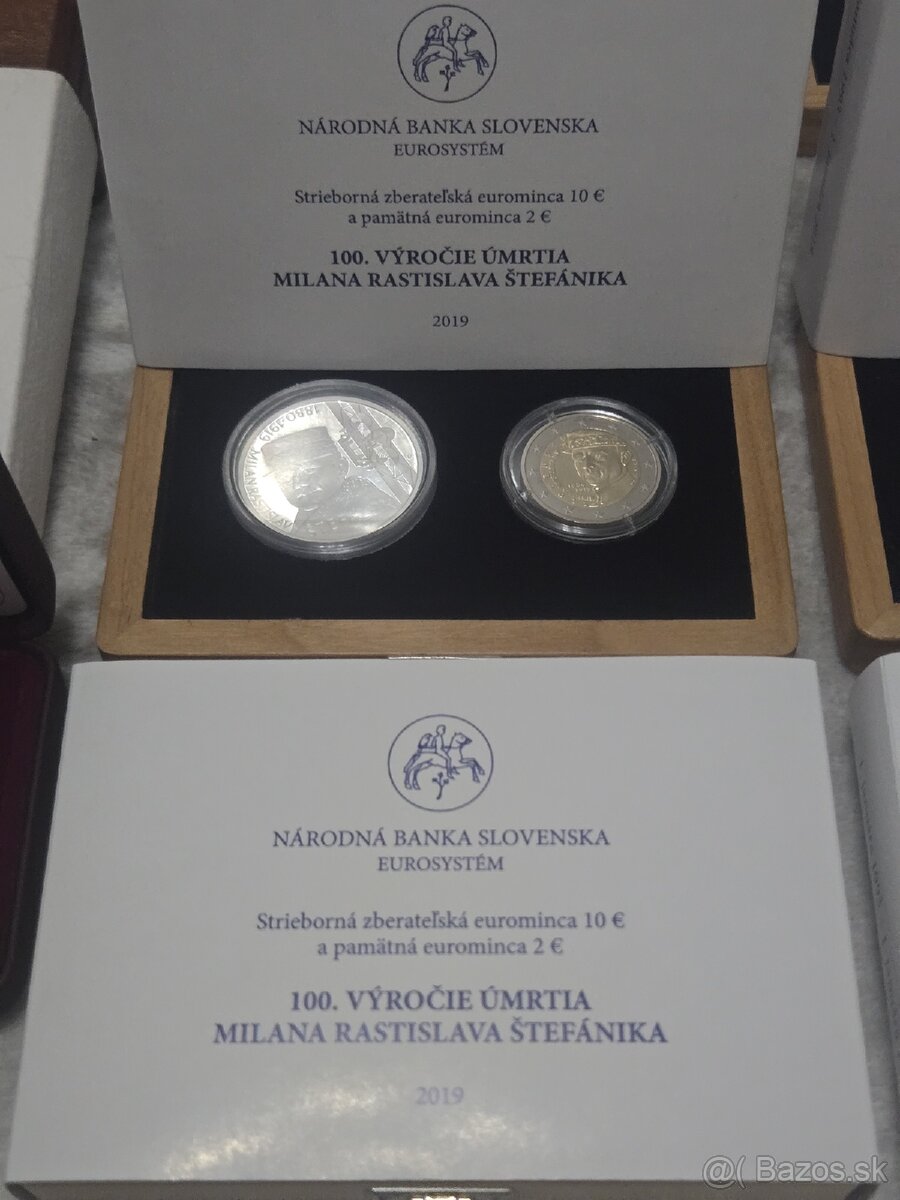 NÁRODNÁ BANKA SLOVENSKA
EUROSYSTÉM
Strieborná zberateľská eurominca 10 €
a pamätná eurominca 2 €
100. VÝROČIE ÚMRTIA
MILANA RASTISLAVA ŠTEFÁNIKA
2019
1880-1919
NÁRODNÁ BANKA SLOVENSKA
EUROSYSTÉM
Strieborná zberateľská eurominca 10 €
a pamätná eurominca 2 €
100. VÝROČIE ÚMRTIA
MILANA RASTISLAVA ŠTEFÁNIKA
2019
@( Bazos.sk